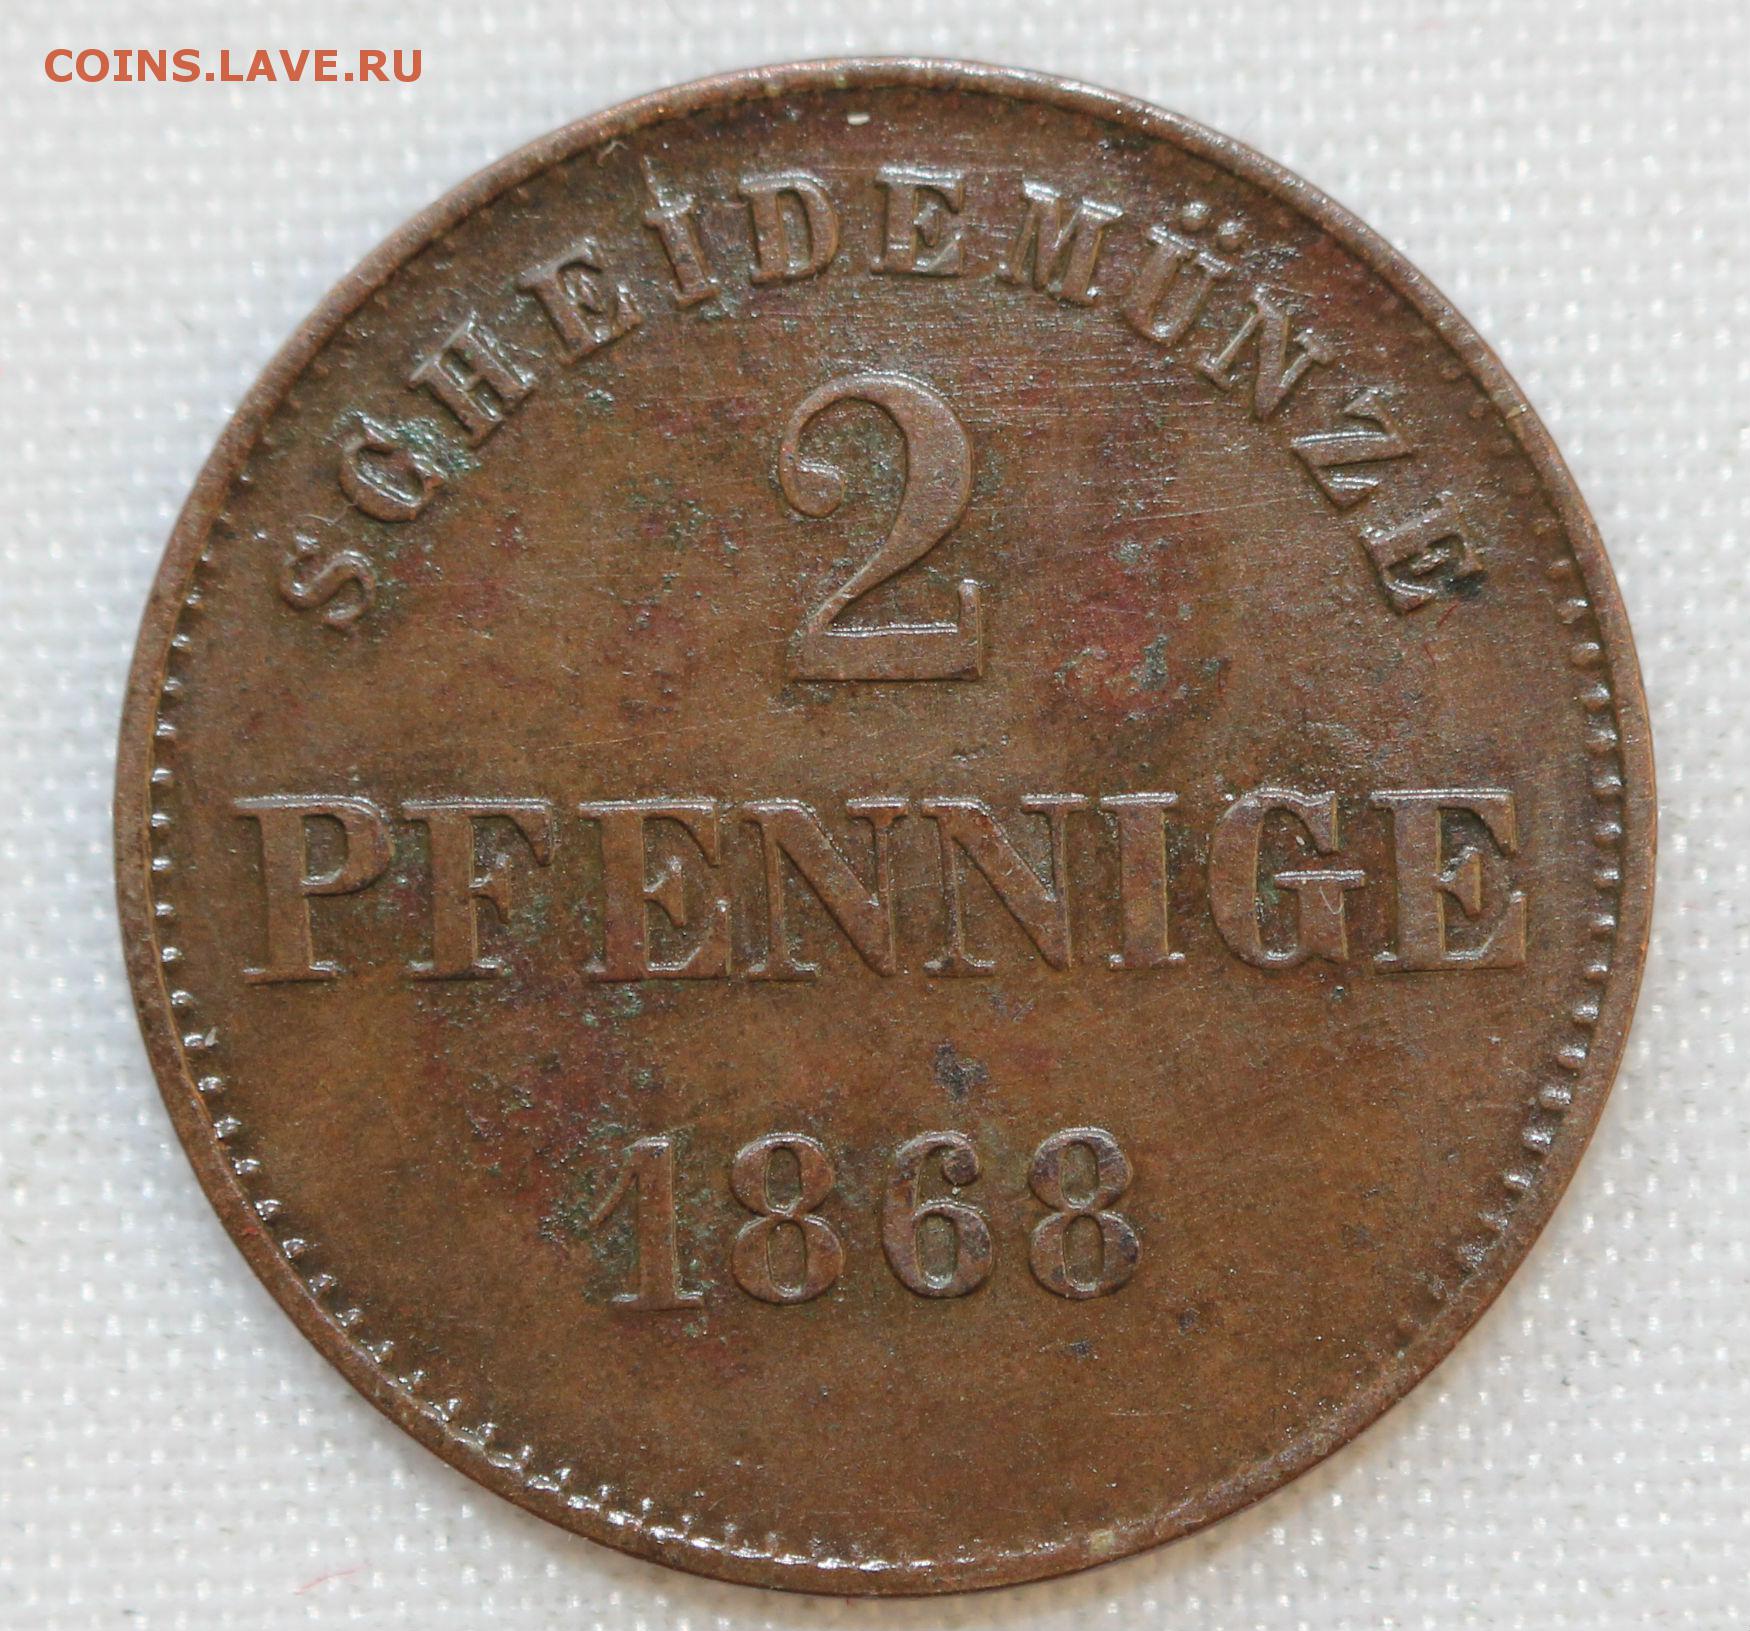 COINS.LAVE.RU
SCHEIDEMÜNZE
2
PFENNIGE
1868